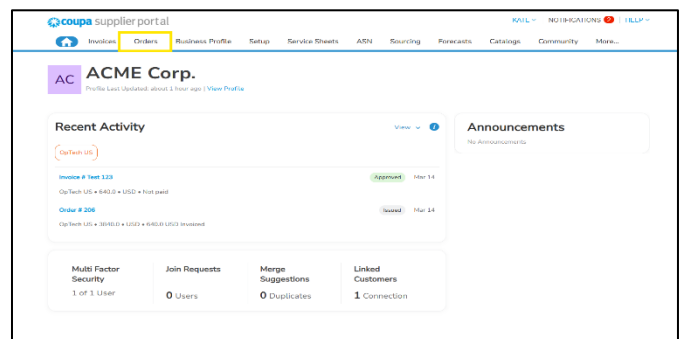 coupa supplier portal
KATE NOTIFICATIONS 2 | HELP
Invoices Orders Business Profile Setup Service Sheets ASN Sourcing Forecasts Catalogs Community More...
AC ACME Corp.
Profile Last Updated: about 1 hour ago | View Profile
Recent Activity View i
OpTech US
Invoice # Test 123 Approved Mar 14
OpTech US • 640.0 • USD • Not paid
Order # 206 Issued Mar 14
OpTech US • 3040.0 • USD • 640.0 USD Invoiced
Announcements
No Announcements
Multi Factor Security
1 of 1 User
Join Requests
0 Users
Merge Suggestions
0 Duplicates
Linked Customers
1 Connection